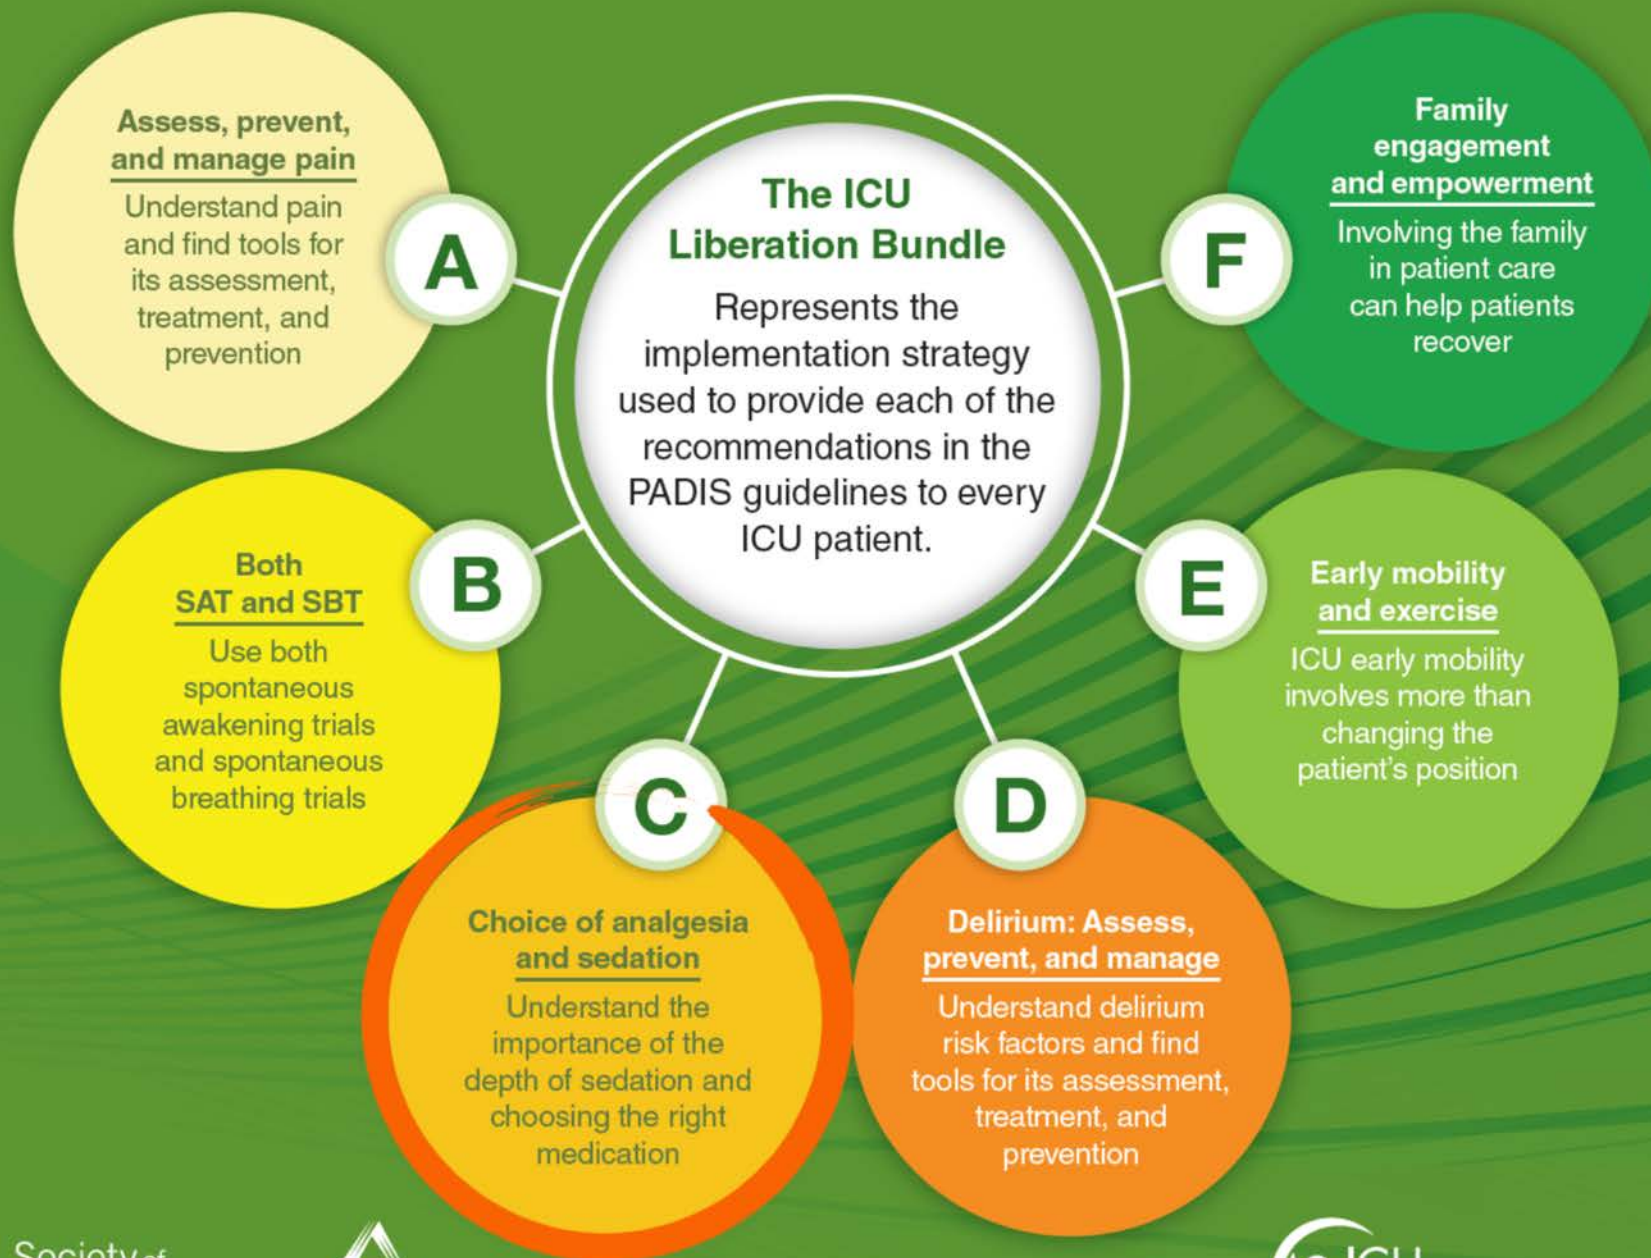 The ICU
Liberation Bundle
Represents the
implementation strategy
used to provide each of the
recommendations in the
PADIS guidelines to every
ICU patient.
A
Assess, prevent,
and manage pain
Understand pain
and find tools for
its assessment,
treatment, and
prevention
B
Both
SAT and SBT
Use both
spontaneous
awakening trials
and spontaneous
breathing trials
C
Choice of analgesia
and sedation
Understand the
importance of the
depth of sedation and
choosing the right
medication
D
Delirium: Assess,
prevent, and manage
Understand delirium
risk factors and find
tools for its assessment,
treatment, and
prevention
E
Early mobility
and exercise
ICU early mobility
involves more than
changing the
patient's position
F
Family
engagement
and empowerment
Involving the family
in patient care
can help patients
recover
Society of
ICU